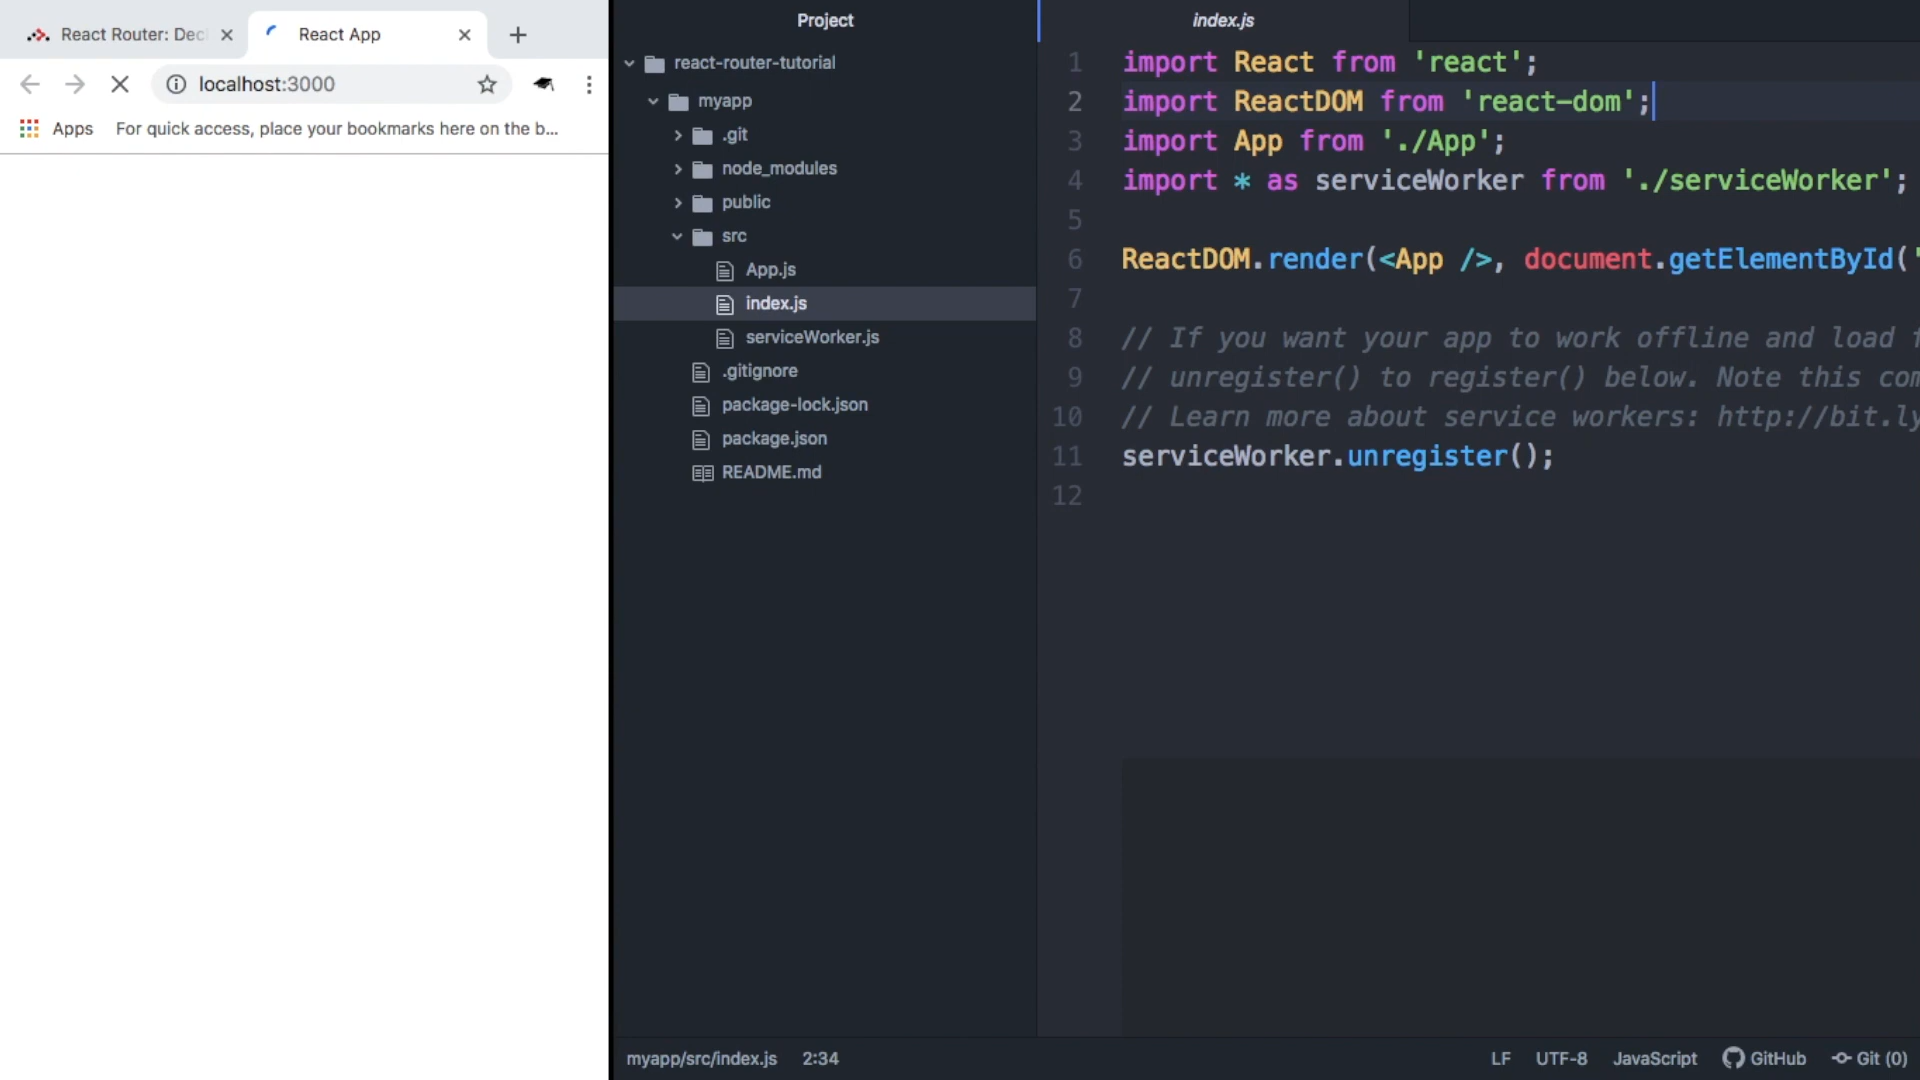 React Router: Dec
React App
localhost:3000
Apps
For quick access, place your bookmarks here on the b...
Project
react-router-tutorial
myapp
.git
node_modules
public
src
App.js
index.js
serviceWorker.js
.gitignore
package-lock.json
package.json
README.md
index.js
1 import React from 'react';
2 import ReactDOM from 'react-dom';
3 import App from './App';
4 import * as serviceWorker from './serviceWorker';
5
6 ReactDOM.render(<App />, document.getElementById('
7
8 // If you want your app to work offline and load f
9 // unregister() to register() below. Note this com
10 // Learn more about service workers: http://bit.ly
11 serviceWorker.unregister();
12
myapp/src/index.js 2:34
LF UTF-8 JavaScript GitHub Git (0)